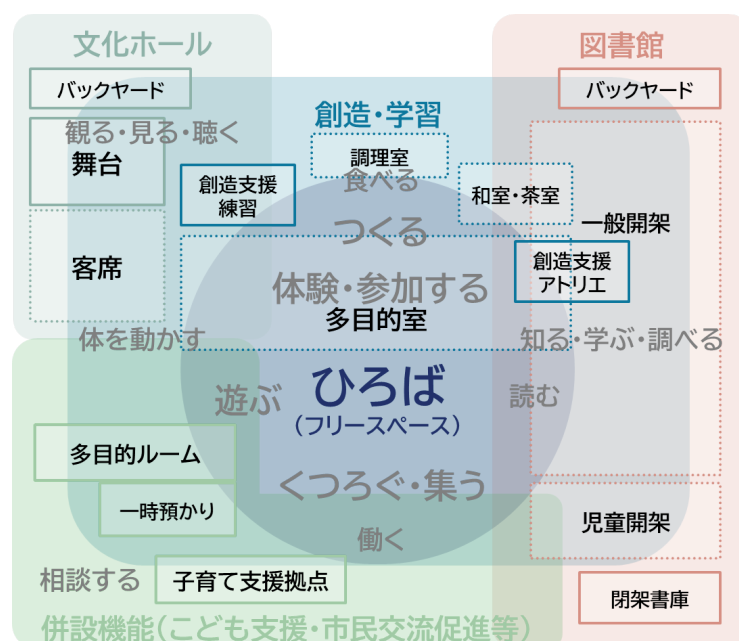 文化ホール
図書館
バックヤード
バックヤード
創造・学習
観る・見る・聴く
舞台
調理室
食べる
創造支援
練習
和室・茶室
つくる
一般開架
客席
創造支援
アトリエ
体験・参加する
多目的室
体を動かす
知る・学ぶ・調べる
遊ぶ
ひろば
(フリースペース)
読む
多目的ルーム
くつろぐ・集う
一時預かり
働く
児童開架
相談する
子育て支援拠点
閉架書庫
併設機能(こども支援・市民交流促進等)